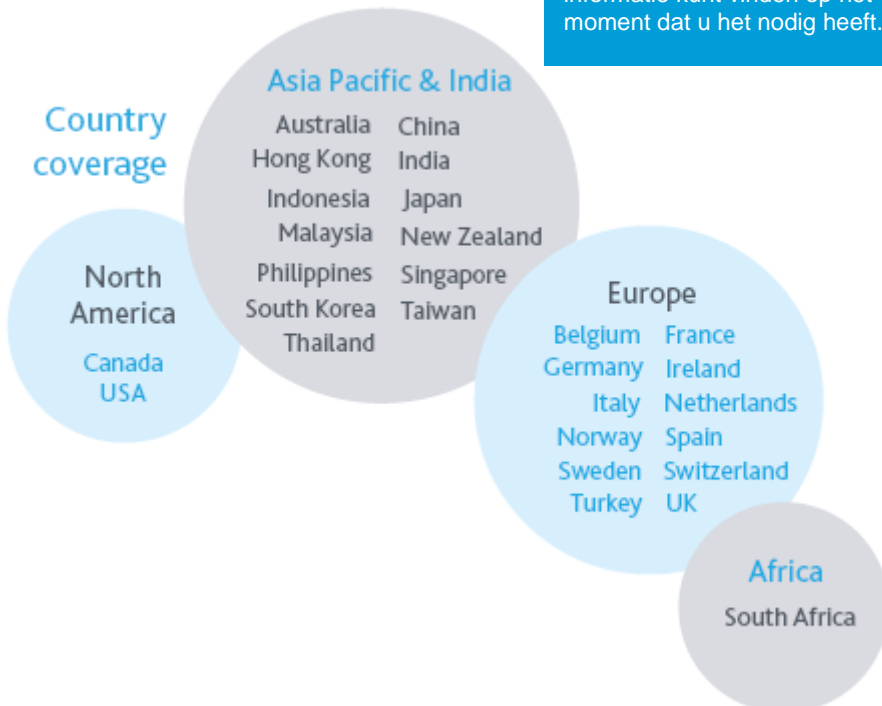 moment dat u het nodig heeft.
Country
coverage
Asia Pacific & India
Australia China
Hong Kong India
Indonesia Japan
Malaysia New Zealand
Philippines Singapore
South Korea Taiwan
Thailand
North
America
Canada
USA
Europe
Belgium France
Germany Ireland
Italy Netherlands
Norway Spain
Sweden Switzerland
Turkey UK
Africa
South Africa